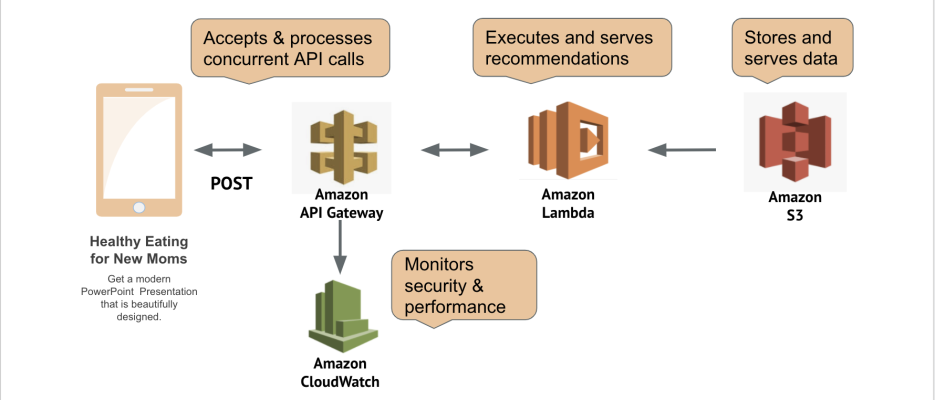 Accepts & processes
concurrent API calls
Executes and serves
recommendations
Stores and
serves data
POST
Amazon
API Gateway
Amazon
Lambda
Amazon
S3
Healthy Eating
for New Moms
Get a modern
PowerPoint  Presentation
that is beautifully
designed.
Monitors
security &
performance
Amazon
CloudWatch